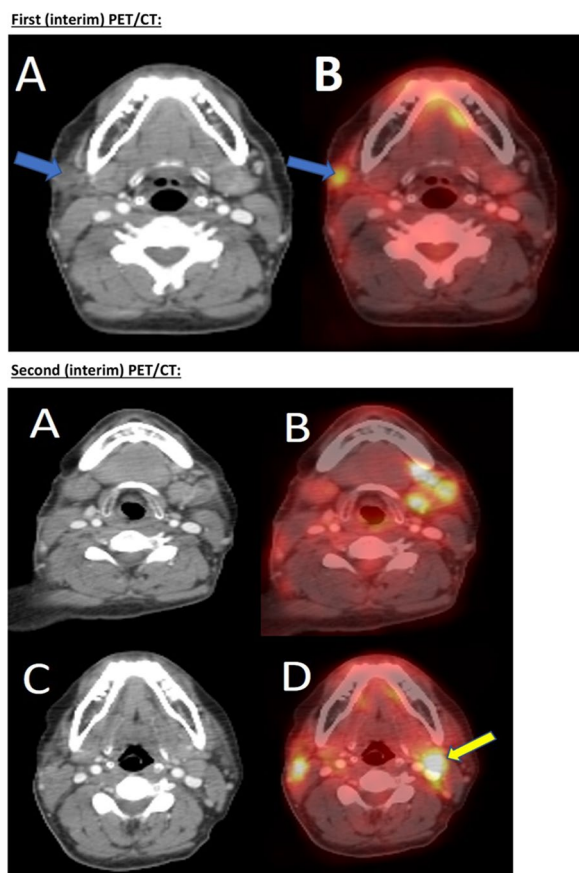 First (interim) PET/CT:
A B
Second (interim) PET/CT:
A B
C D